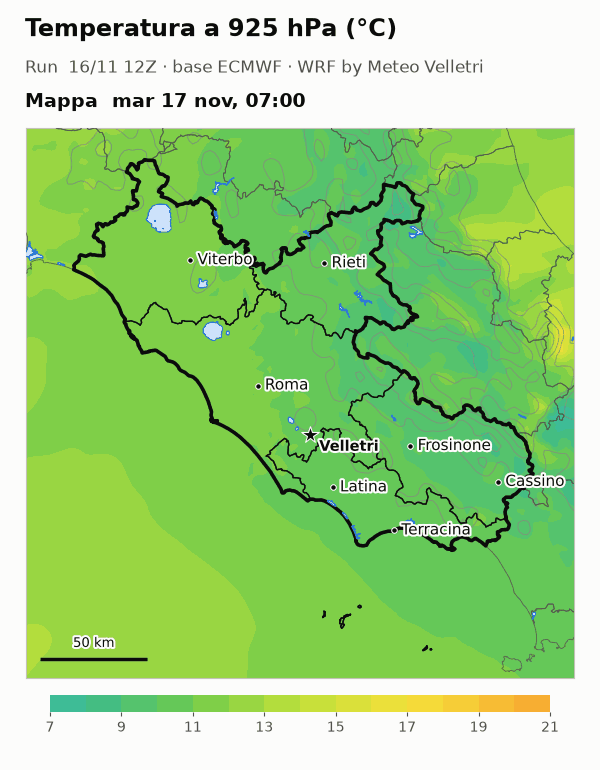 Temperatura a 925 hPa (°C)
Run  16/11 12Z · base ECMWF · WRF by Meteo Velletri
Mappa  mar 17 nov, 07:00
Viterbo
Rieti
Roma
Velletri
Frosinone
Cassino
Latina
Terracina
50 km
7 9 11 13 15 17 19 21